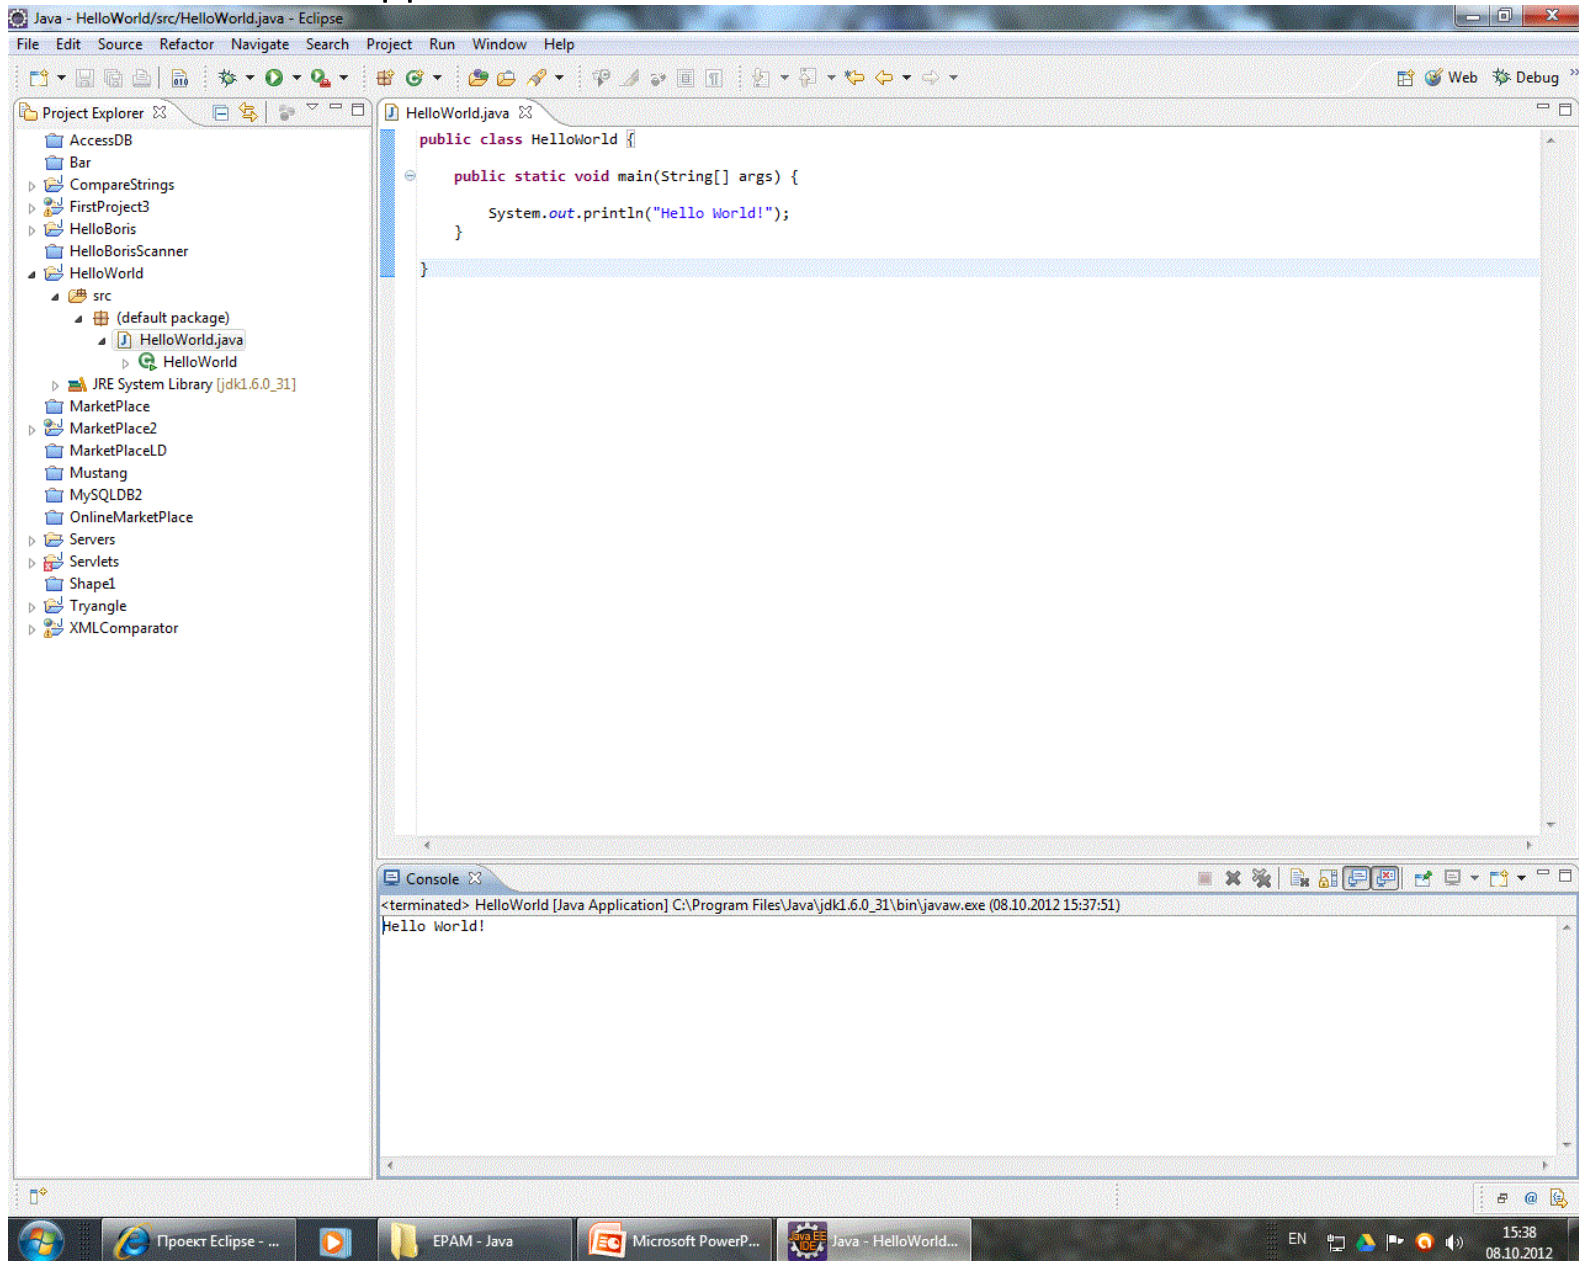 Java - HelloWorld/src/HelloWorld.java - Eclipse
File Edit Source Refactor Navigate Search Project Run Window Help
Web Debug
Project Explorer
AccessDB
Bar
CompareStrings
FirstProject3
HelloBoris
HelloBorisScanner
HelloWorld
src
(default package)
HelloWorld.java
HelloWorld
JRE System Library [jdk1.6.0_31]
MarketPlace
MarketPlace2
MarketPlaceLD
Mustang
MySQLDB2
OnlineMarketPlace
Servers
Servlets
Shape1
Tryangle
XMLComparator
HelloWorld.java
public class HelloWorld {
public static void main(String[] args) {
System.out.println("Hello World!");
}
}
Console
<terminated> HelloWorld [Java Application] C:\Program Files\Java\jdk1.6.0_31\bin\javaw.exe (08.10.2012 15:37:51)
Hello World!
Проект Eclipse - ...
EPAM - Java
Microsoft PowerP...
Java - HelloWorld...
EN
15:38
08.10.2012